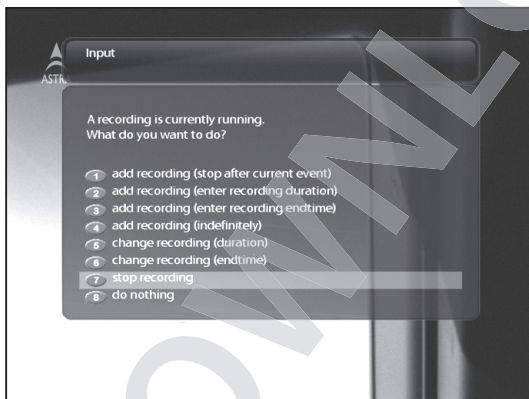 Input
ASTR
A recording is currently running.
What do you want to do?
1 add recording (stop after current event)
2 add recording (enter recording duration)
3 add recording (enter recording endtime)
4 add recording (indefinitely)
5 change recording (duration)
6 change recording (endtime)
7 stop recording
8 do nothing
OWNLO